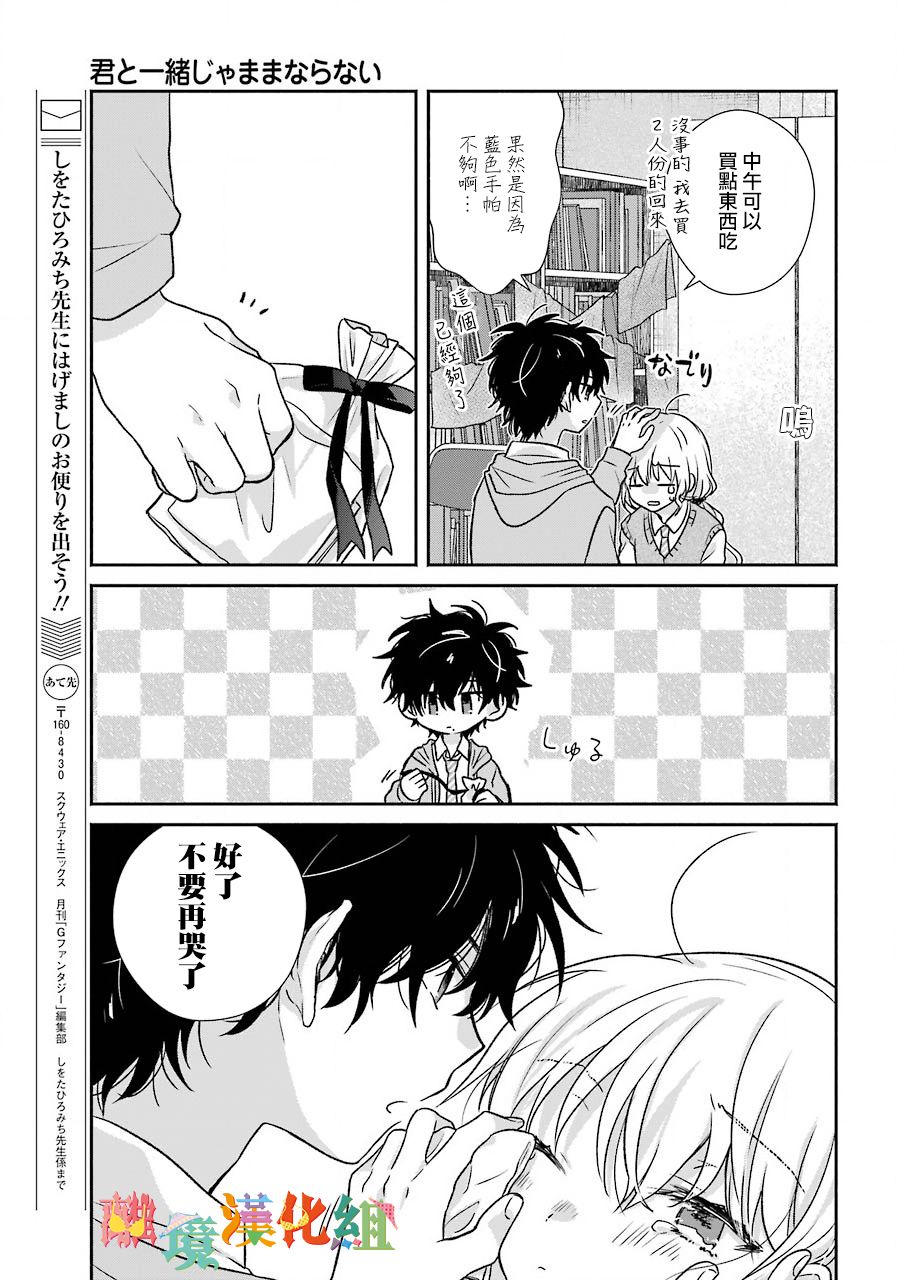 君と一緒じゃままならない
中午可以
買點東西吃
沒事的 我去買
2人份的回來
果然是因為
藍色手帕
不夠啊…
這個
已經夠了
なでり
嗚
しゅる
好了
不要再哭了
しをたひろみち先生にはげましのお便りを出そう!!
あて先
〒160-8430 スクウェア・エニックス 月刊「Gファンタジー」編集部 しをたひろみち先生係まで
離境漢化組